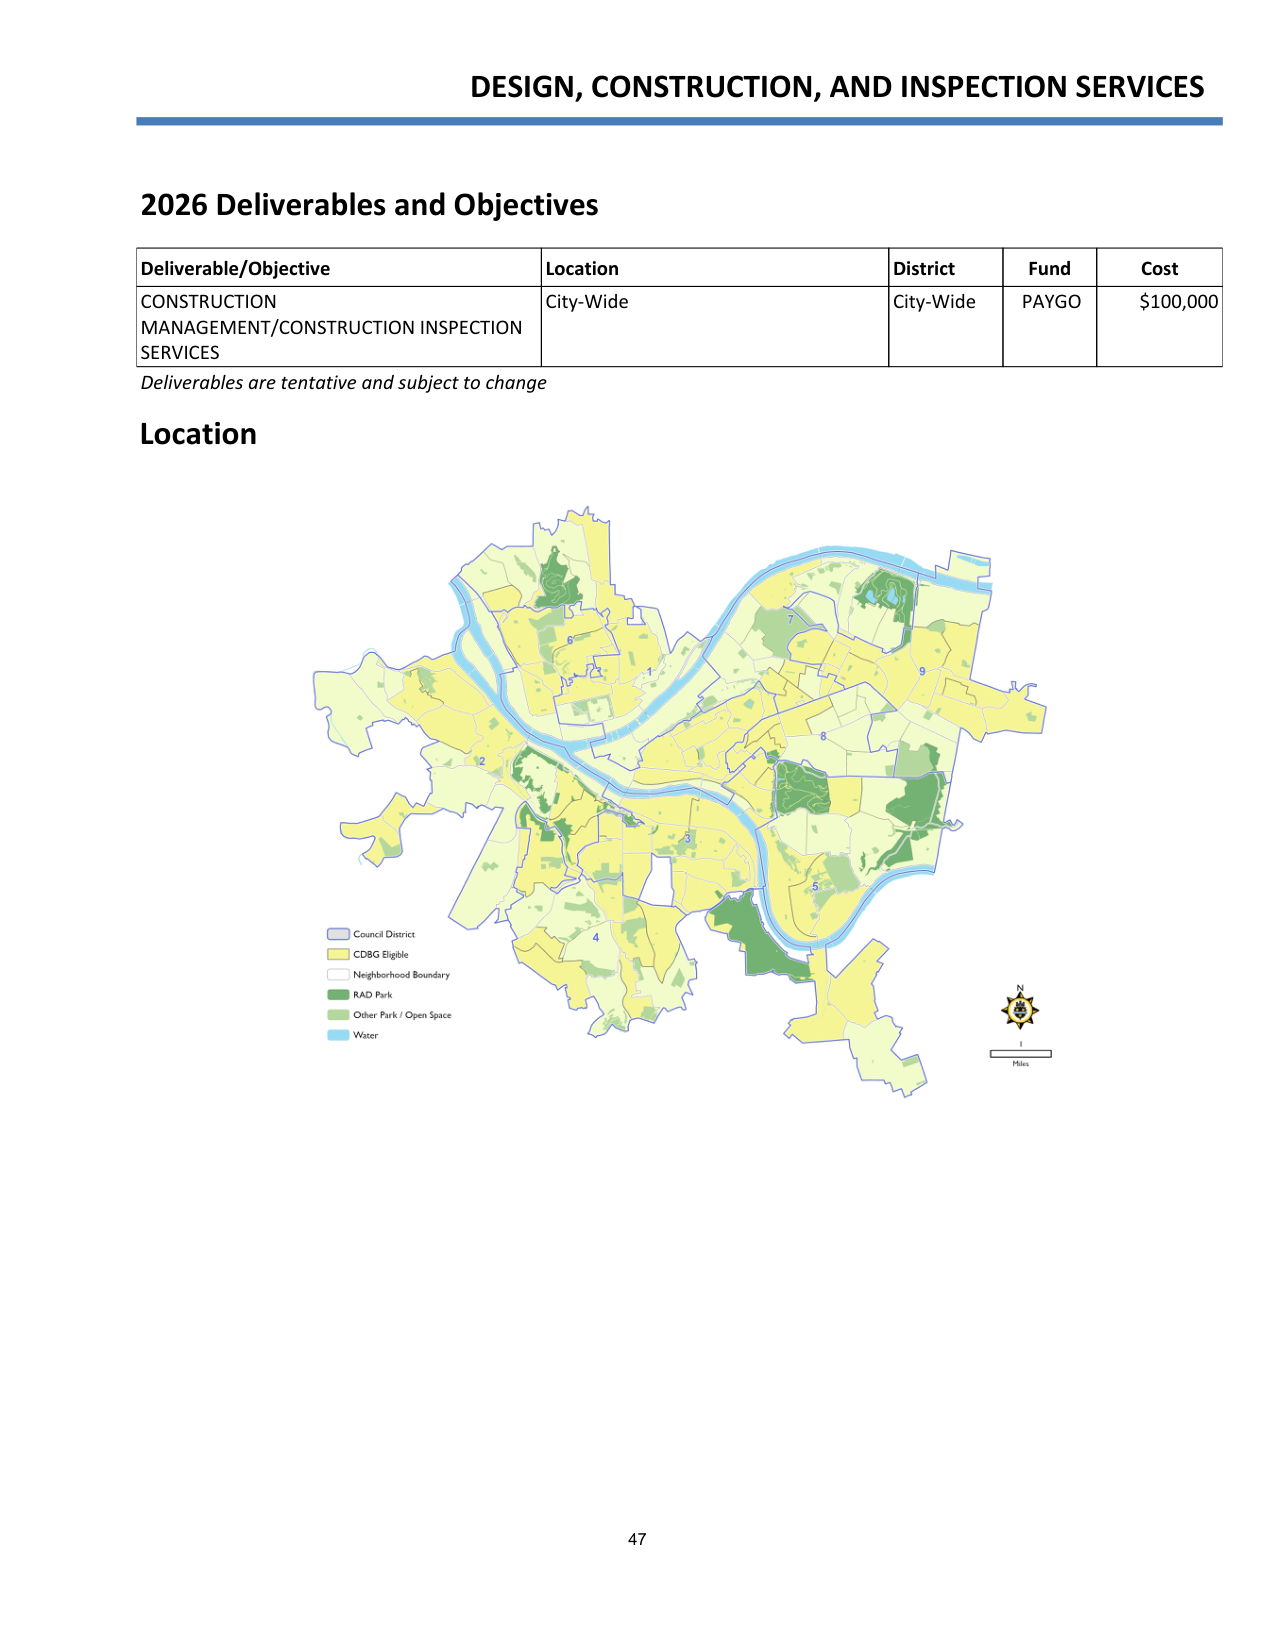 DESIGN, CONSTRUCTION, AND INSPECTION SERVICES
2026 Deliverables and Objectives
Deliverable/Objective Location District Fund Cost
CONSTRUCTION City-Wide City-Wide PAYGO $100,000
MANAGEMENT/CONSTRUCTION INSPECTION
SERVICES
Deliverables are tentative and subject to change
Location
7
6
1
9
8
2
3
5
4
Council District
CDBG Eligible
Neighborhood Boundary
RAD Park
Other Park / Open Space
Water
N
1
Miles
47